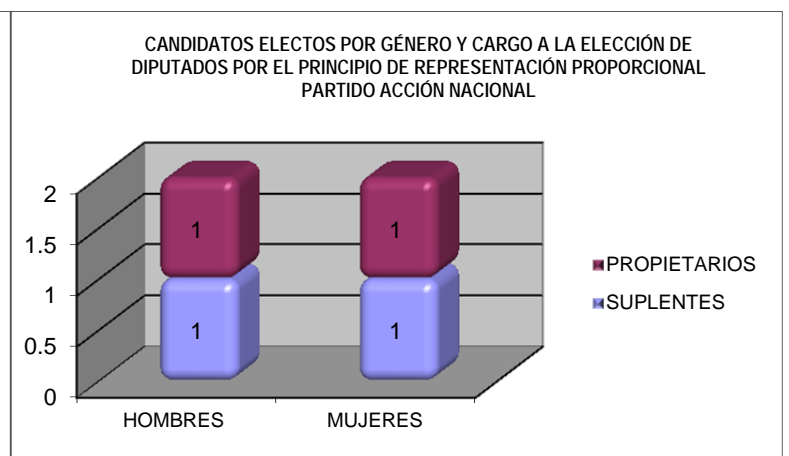 CANDIDATOS ELECTOS POR GÉNERO Y CARGO A LA ELECCIÓN DE
DIPUTADOS POR EL PRINCIPIO DE REPRESENTACIÓN PROPORCIONAL
PARTIDO ACCIÓN NACIONAL
2
1.5
1
0.5
0
1
1
1
1
HOMBRES
MUJERES
PROPIETARIOS
SUPLENTES